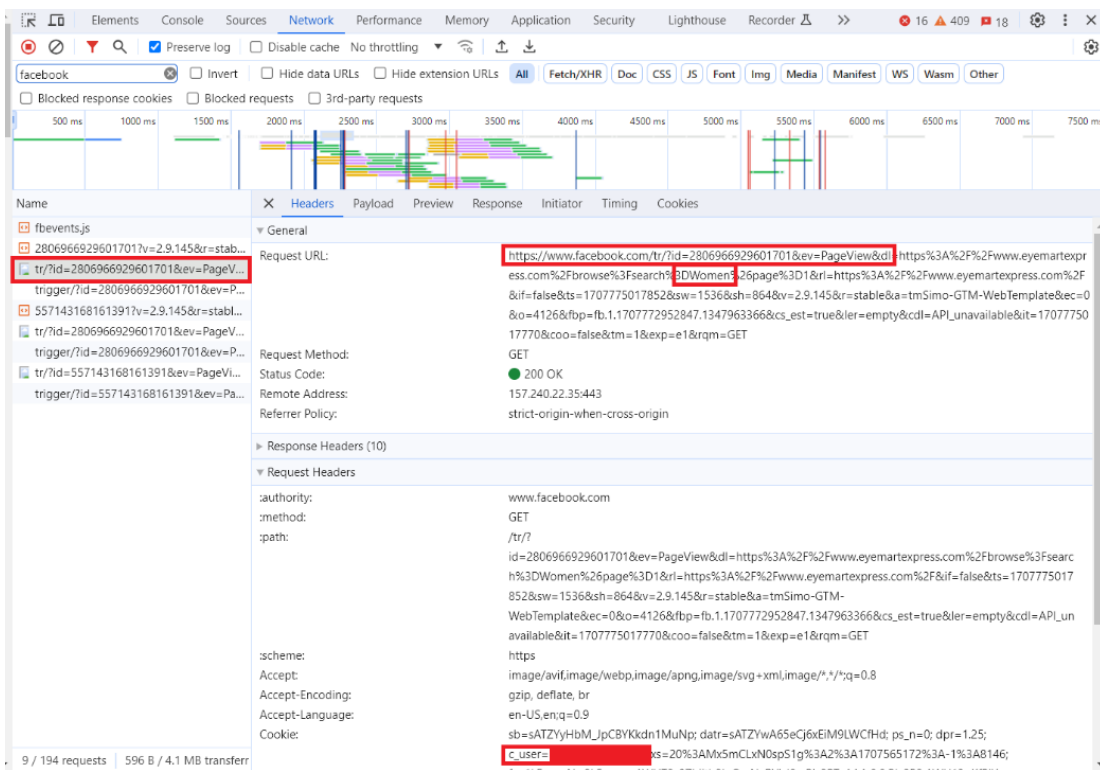 Elements Console Sources Network Performance Memory Application Security Lighthouse Recorder >> 16 409 18
Preserve log Disable cache No throttling
facebook Invert Hide data URLs Hide extension URLs All Fetch/XHR Doc CSS JS Font Img Media Manifest WS Wasm Other
Blocked response cookies Blocked requests 3rd-party requests
500 ms 1000 ms 1500 ms 2000 ms 2500 ms 3000 ms 3500 ms 4000 ms 4500 ms 5000 ms 5500 ms 6000 ms 6500 ms 7000 ms 7500 m
Name
fbevents.js
2806966929601701?v=2.9.145&r=stab...
tr/?id=2806966929601701&ev=PageV...
trigger/?id=2806966929601701&ev=P...
557143168161391?v=2.9.145&r=stabl...
tr/?id=2806966929601701&ev=PageV...
trigger/?id=2806966929601701&ev=P...
tr/?id=557143168161391&ev=PageVi...
trigger/?id=557143168161391&ev=Pa...
9 / 194 requests 596 B / 4.1 MB transferr
Headers Payload Preview Response Initiator Timing Cookies
General
Request URL: https://www.facebook.com/tr/?id=2806966929601701&ev=PageView&dl=https%3A%2F%2Fwww.eyemartexpr
ess.com%2Fbrowse%3Fsearch%3DWomen%26page%3D1&rl=https%3A%2F%2Fwww.eyemartexpress.com%2F
&if=false&ts=1707775017852&sw=1536&sh=864&v=2.9.145&r=stable&a=tmSimo-GTM-WebTemplate&ec=0
&o=4126&fbp=fb.1.1707772952847.1347963366&cs_est=true&ler=empty&cdl=API_unavailable&it=17077750
17770&coo=false&tm=1&exp=e1&rqm=GET
Request Method: GET
Status Code: 200 OK
Remote Address: 157.240.22.35:443
Referrer Policy: strict-origin-when-cross-origin
Response Headers (10)
Request Headers
:authority: www.facebook.com
:method: GET
:path: /tr/?
id=2806966929601701&ev=PageView&dl=https%3A%2F%2Fwww.eyemartexpress.com%2Fbrowse%3Fsearc
h%3DWomen%26page%3D1&rl=https%3A%2F%2Fwww.eyemartexpress.com%2F&if=false&ts=1707775017
852&sw=1536&sh=864&v=2.9.145&r=stable&a=tmSimo-GTM-
WebTemplate&ec=0&o=4126&fbp=fb.1.1707772952847.1347963366&cs_est=true&ler=empty&cdl=API_un
available&it=1707775017770&coo=false&tm=1&exp=e1&rqm=GET
:scheme: https
Accept: image/avif,image/webp,image/apng,image/svg+xml,image/*,*/*;q=0.8
Accept-Encoding: gzip, deflate, br
Accept-Language: en-US,en;q=0.9
Cookie: sb=sATZYyHbM_JpCBYKkdn1MuNp; datr=sATZYwA65eCj6xEiM9LWCfHd; ps_n=0; dpr=1.25;
c_user= xs=20%3AMx5mCLxN0spS1g%3A2%3A1707565172%3A-1%3A8146;